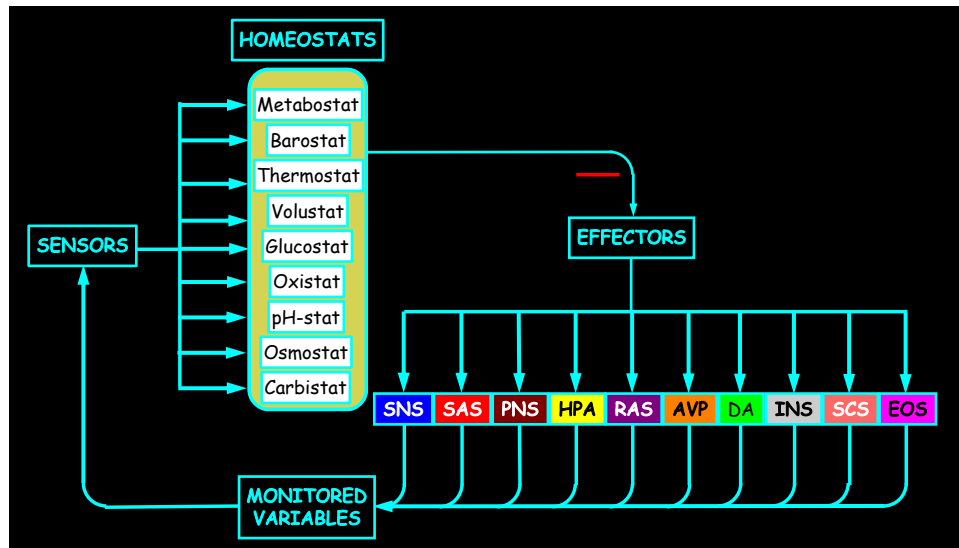 HOMEOSTATS
Metabostat
Barostat
Thermostat
Volustat
Glucostat
Oxistat
pH-stat
Osmostat
Carbistat
SENSORS
EFFECTORS
SNS SAS PNS HPA RAS AVP DA INS SCS EOS
MONITORED
VARIABLES